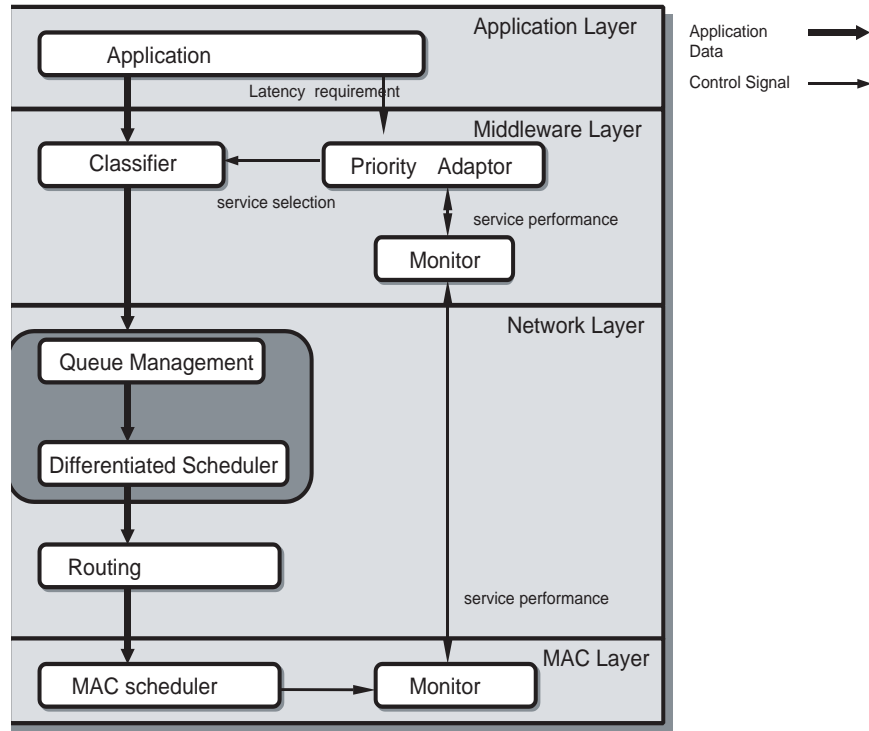 Application Layer
Application
Latency requirement
Application
Data
Control Signal
Middleware Layer
Classifier
Priority Adaptor
service selection
service performance
Monitor
Network Layer
Queue Management
Differentiated Scheduler
Routing
service performance
MAC Layer
MAC scheduler
Monitor